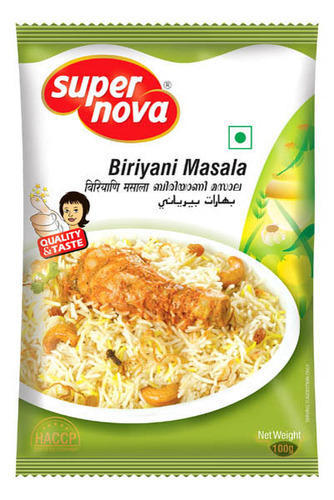 super®
nova
Biriyani Masala
बिरियाणि मसाला ബിരിയാണി മസാല
بهارات بيرياني
QUALITY
&TASTE
HACCP
Net Weight
100g